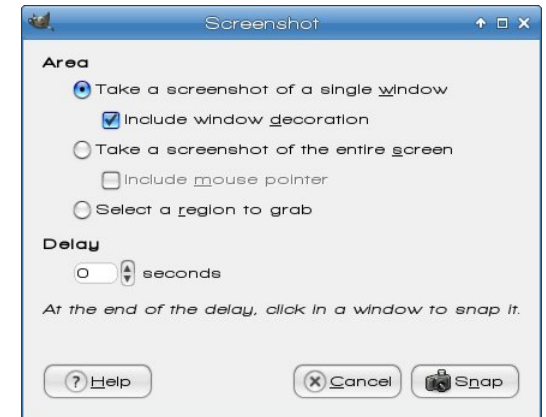 Screenshot
Area
Take a screenshot of a single window
Include window decoration
Take a screenshot of the entire screen
Include mouse pointer
Select a region to grab
Delay
0 seconds
At the end of the delay, click in a window to snap it.
Help Cancel Snap